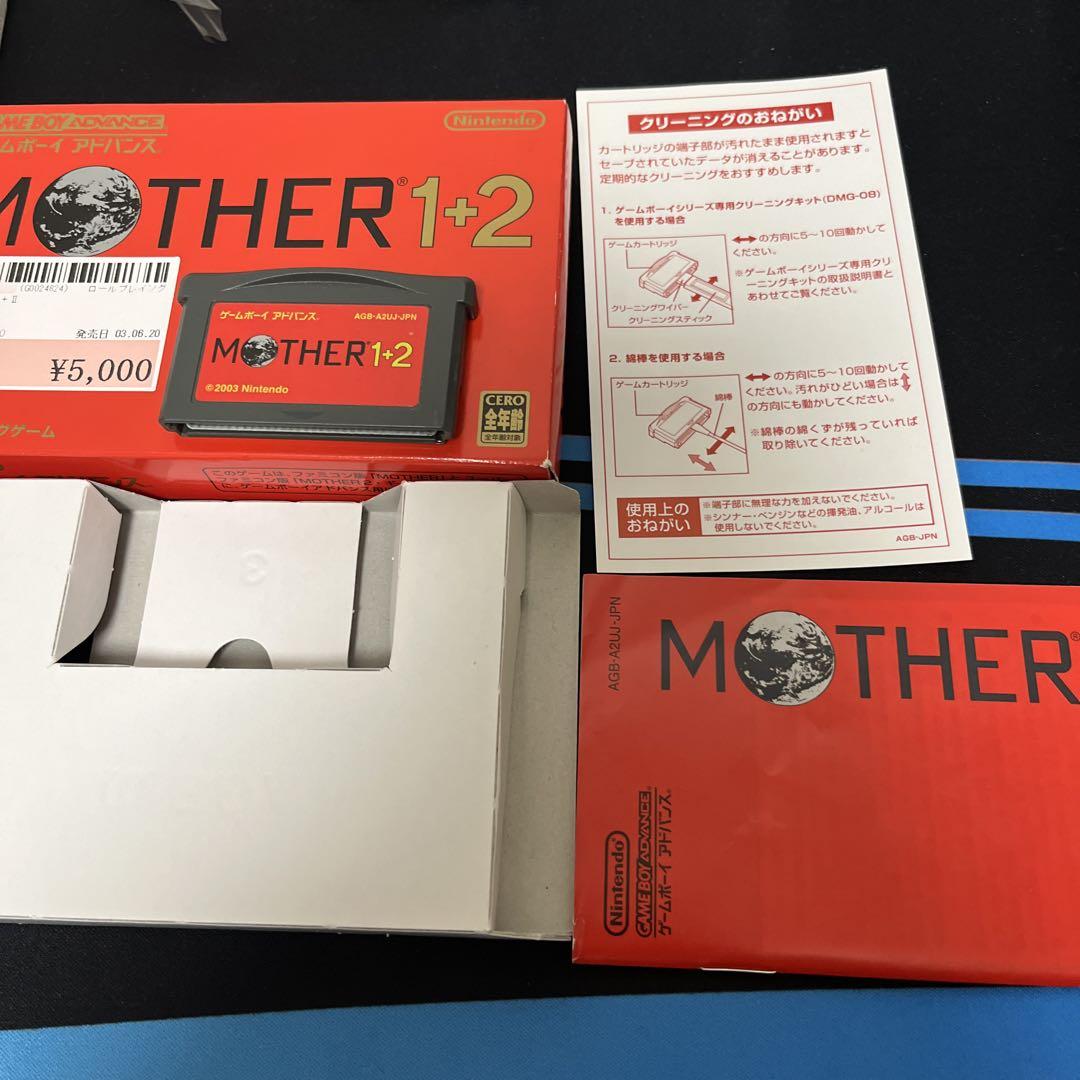 GAME BOY ADVANCE
ームボーイ アドバンス
Nintendo
MOTHER 1+2
(G0024824) ロールプレイング
+ II
発売日 03.06.20
¥5,000
ゲームボーイ アドバンス
AGB-A2UJ-JPN
MOTHER 1+2
©2003 Nintendo
CERO
全年齢
全年齢対象
グゲーム
このゲームは、ファミコン版「MOTHER」と
クリーニングのおねがい
カートリッジの端子部が汚れたまま使用されますと
セーブされていたデータが消えることがあります。
定期的なクリーニングをおすすめします。
1. ゲームボーイシリーズ専用クリーニングキット(DMG-08)
を使用する場合
ゲームカートリッジ
クリーニングワイパー
クリーニングスティック
↔の方向に5〜10回動かして
ください。
※ゲームボーイシリーズ専用クリ
ーニングキットの取扱説明書と
あわせてご覧ください。
2. 綿棒を使用する場合
ゲームカートリッジ
綿棒
↔の方向に5〜10回動かして
ください。汚れがひどい場合は↕
の方向にも動かしてください。
※綿棒の綿くずが残っていれば
取り除いてください。
使用上の
おねがい
※端子部に無理な力を加えないでください。
※シンナー・ベンジンなどの揮発油、アルコールは
使用しないでください。
AGB-JPN
AGB-A2UJ-JPN
MOTHER®
Nintendo®
GAME BOY ADVANCE
ゲームボーイ アドバンス